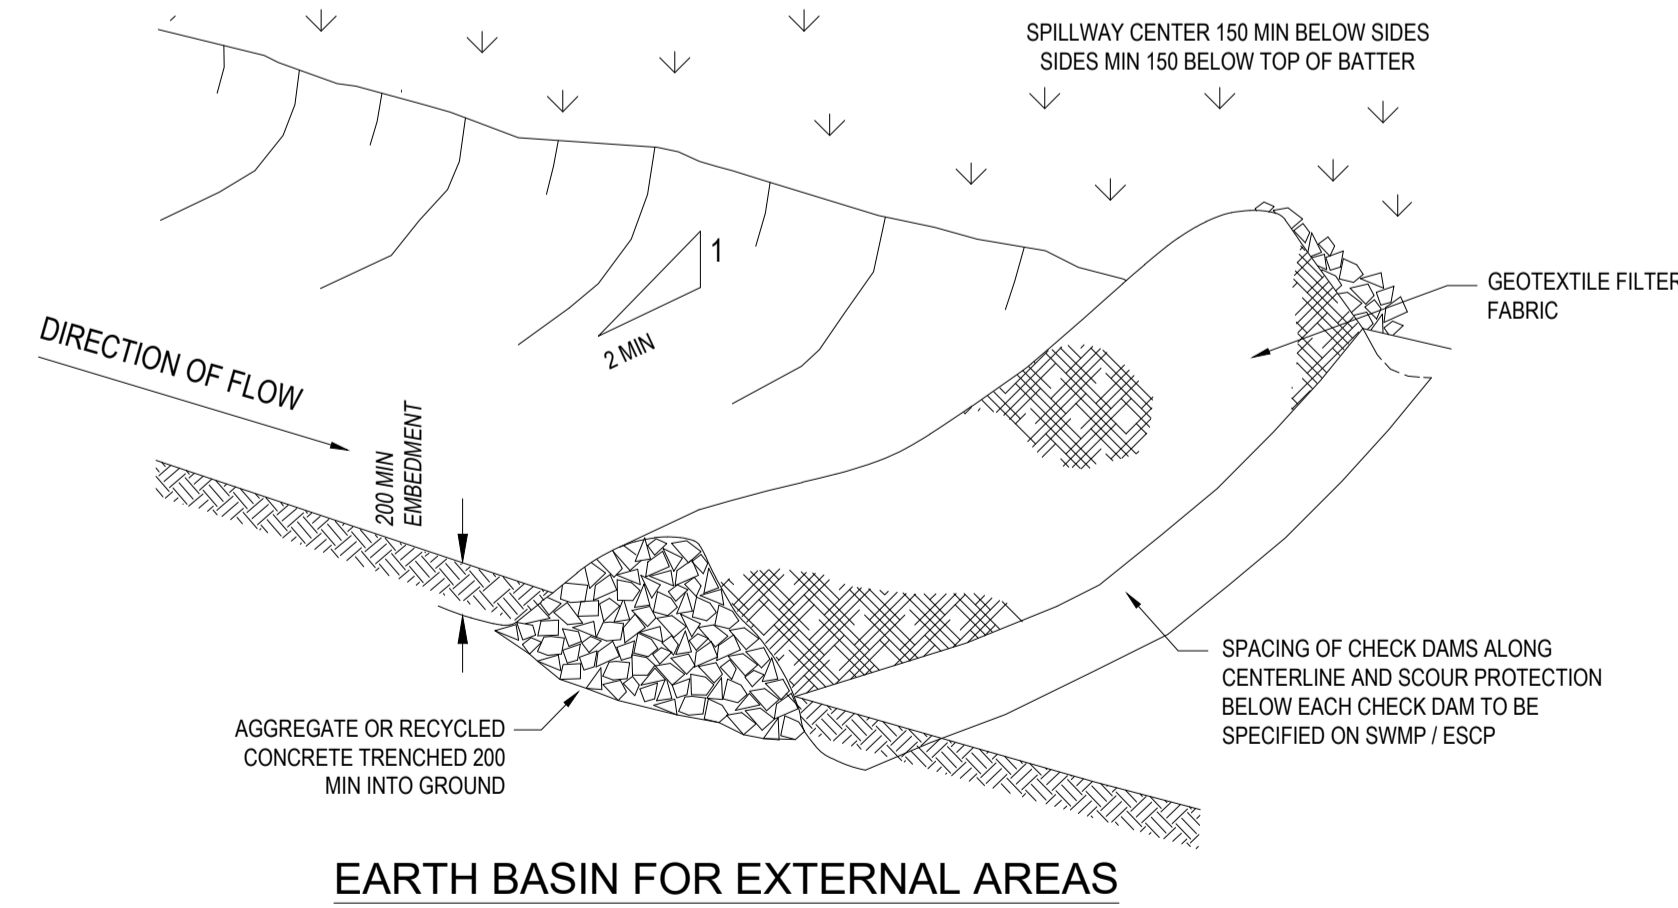 SPILLWAY CENTER 150 MIN BELOW SIDES
SIDES MIN 150 BELOW TOP OF BATTER
1
2 MIN
GEOTEXTILE FILTER
FABRIC
DIRECTION OF FLOW
200 MIN
EMBEDMENT
SPACING OF CHECK DAMS ALONG
CENTERLINE AND SCOUR PROTECTION
BELOW EACH CHECK DAM TO BE
SPECIFIED ON SWMP / ESCP
AGGREGATE OR RECYCLED
CONCRETE TRENCHED 200
MIN INTO GROUND
EARTH BASIN FOR EXTERNAL AREAS